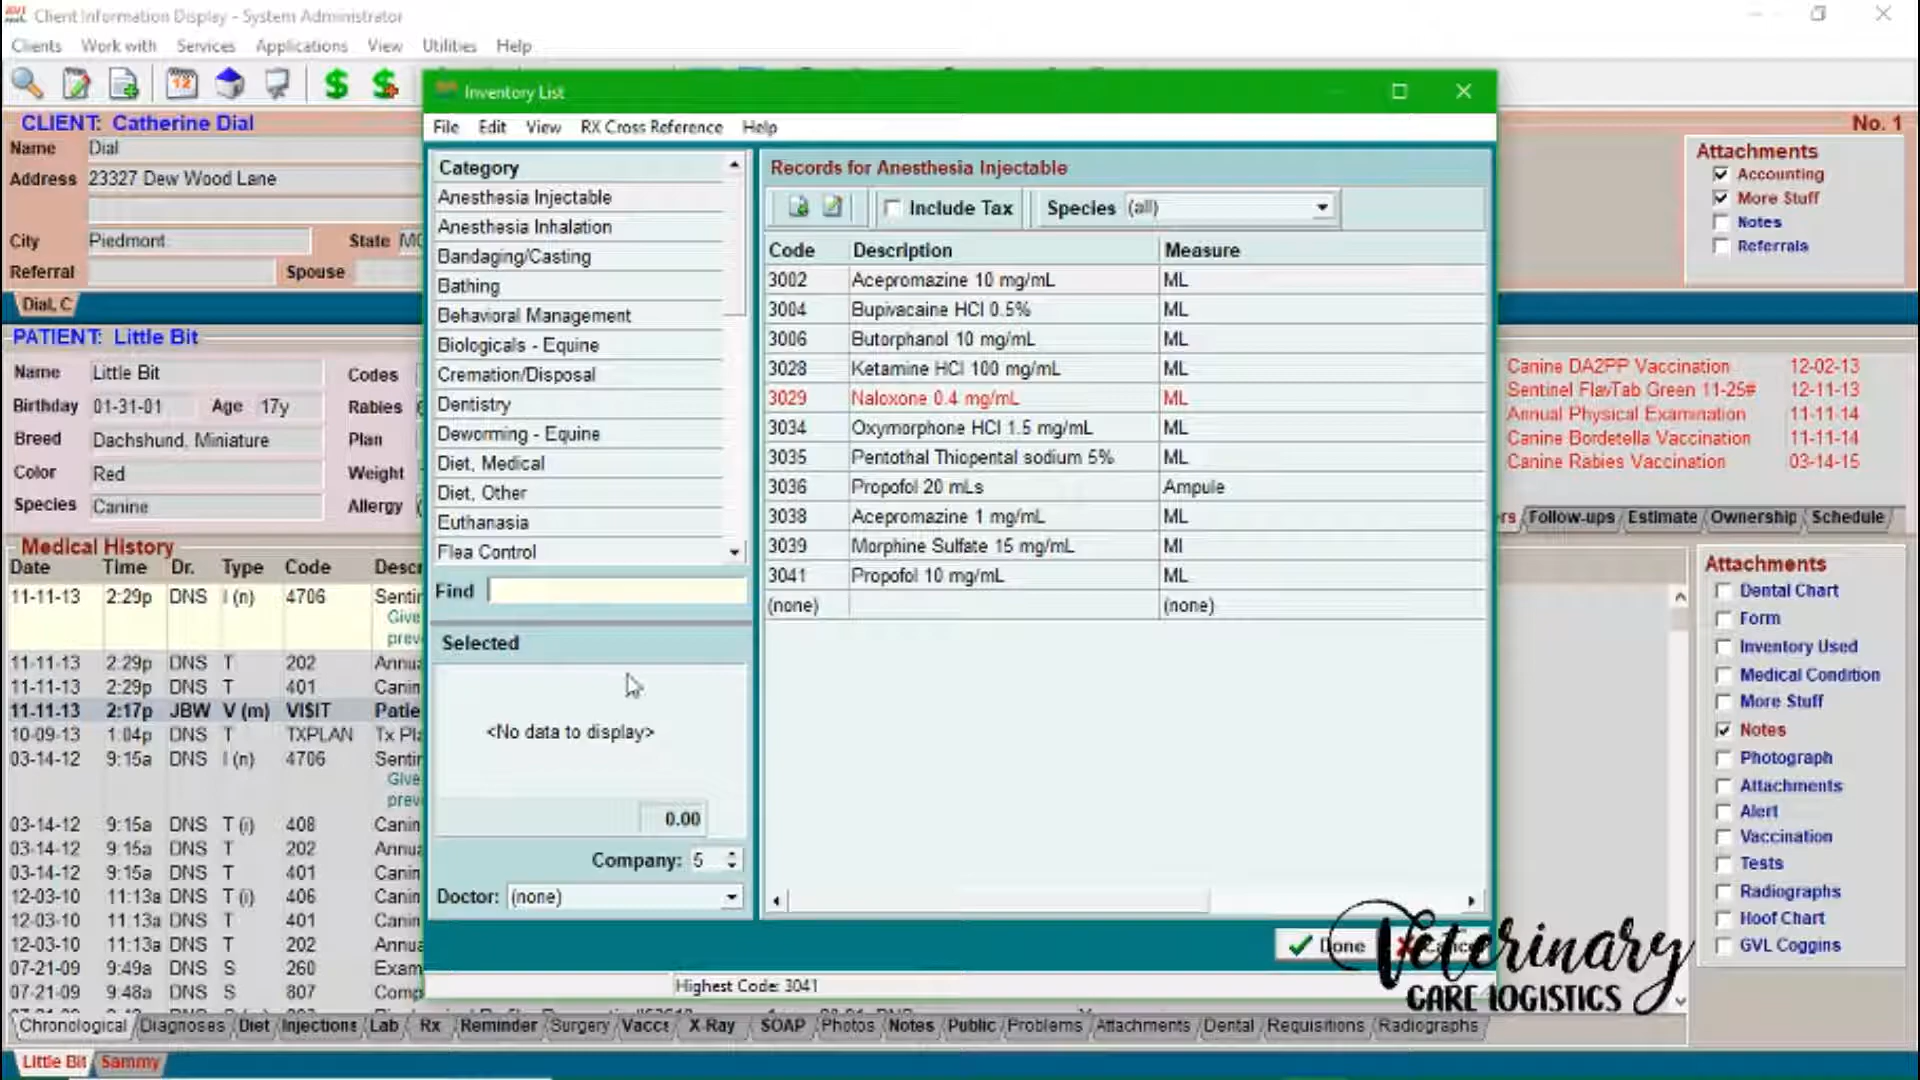 Client Information Display - System Administrator
Clients Work with Services Applications View Utilities Help
CLIENT: Catherine Dial
No. 1
Name Dial
Address 23327 Dew Wood Lane
City Piedmont State
Referral Spouse
Dial, C
Attachments
Accounting
More Stuff
Notes
Referrals
PATIENT: Little Bit
Name Little Bit Codes
Birthday 01-31-01 Age 17y Rabies
Breed Dachshund, Miniature Plan
Color Red Weight
Species Canine Allergy
Canine DA2PP Vaccination 12-02-13
Sentinel FlavTab Green 11-25# 12-11-13
Annual Physical Examination 11-11-14
Canine Bordetella Vaccination 11-11-14
Canine Rabies Vaccination 03-14-15
Follow-ups Estimate Ownership Schedule
Medical History
Date Time Dr. Type Code
11-11-13 2:29p DNS I (n) 4706
Give
11-11-13 2:29p DNS T 202
11-11-13 2:29p DNS T 401
11-11-13 2:17p JBW V (m) VISIT
10-09-13 1:04p DNS T TXPLAN
03-14-12 9:15a DNS I (n) 4706
Give
03-14-12 9:15a DNS T (i) 408
03-14-12 9:15a DNS T 202
03-14-12 9:15a DNS T 401
12-03-10 11:13a DNS T (i) 406
12-03-10 11:13a DNS T 401
12-03-10 11:13a DNS T 202
07-21-09 9:49a DNS S 260
07-21-09 9:48a DNS S 807
Inventory List
File Edit View RX Cross Reference Help
Category
Anesthesia Injectable
Anesthesia Inhalation
Bandaging/Casting
Bathing
Behavioral Management
Biologicals - Equine
Cremation/Disposal
Dentistry
Deworming - Equine
Diet, Medical
Diet, Other
Euthanasia
Flea Control
Find
Selected
<No data to display>
0.00
Company: 5
Doctor: (none)
Records for Anesthesia Injectable
Include Tax Species (all)
Code Description Measure
3002 Acepromazine 10 mg/mL ML
3004 Bupivacaine HCl 0.5% ML
3006 Butorphanol 10 mg/mL ML
3028 Ketamine HCl 100 mg/mL ML
3029 Naloxone 0.4 mg/mL ML
3034 Oxymorphone HCl 1.5 mg/mL ML
3035 Pentothal Thiopental sodium 5% ML
3036 Propofol 20 mLs Ampule
3038 Acepromazine 1 mg/mL ML
3039 Morphine Sulfate 15 mg/mL Ml
3041 Propofol 10 mg/mL ML
(none) (none)
Done Cancel
Highest Code: 3041
Attachments
Dental Chart
Form
Inventory Used
Medical Condition
More Stuff
Notes
Photograph
Attachments
Alert
Vaccination
Tests
Radiographs
Hoof Chart
GVL Coggins
Veterinary
CARE LOGISTICS
Chronological Diagnoses Diet Injections Lab Rx Reminder Surgery Vaccs X-Ray SOAP Photos Notes Public Problems Attachments Dental Requisitions Radiographs
Little Bit Sammy